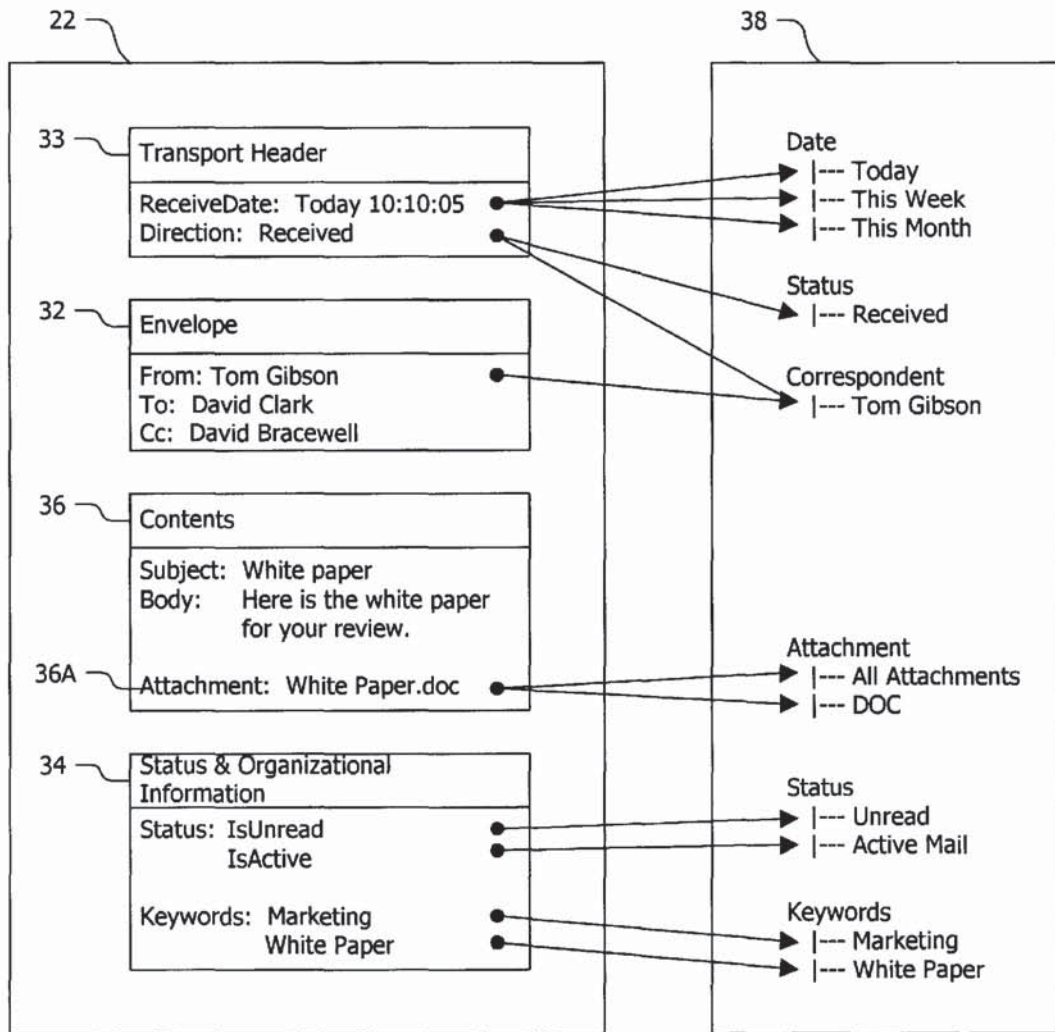 22
38
33
Transport Header
ReceiveDate: Today 10:10:05
Direction: Received
32
Envelope
From: Tom Gibson
To: David Clark
Cc: David Bracewell
36
Contents
Subject: White paper
Body: Here is the white paper
for your review.
36A
Attachment: White Paper.doc
34
Status & Organizational
Information
Status: IsUnread
IsActive
Keywords: Marketing
White Paper
Date
|--- Today
|--- This Week
|--- This Month
Status
|--- Received
Correspondent
|--- Tom Gibson
Attachment
|--- All Attachments
|--- DOC
Status
|--- Unread
|--- Active Mail
Keywords
|--- Marketing
|--- White Paper